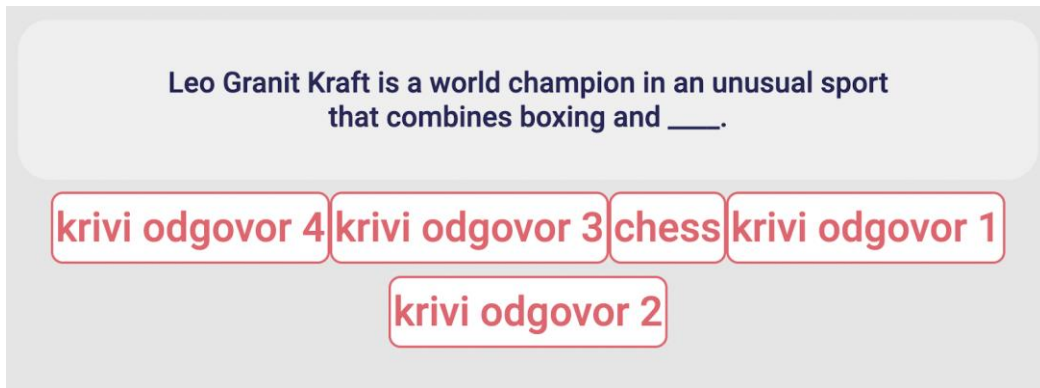 Leo Granit Kraft is a world champion in an unusual sport
that combines boxing and ____.
krivi odgovor 4 krivi odgovor 3 chess krivi odgovor 1
krivi odgovor 2